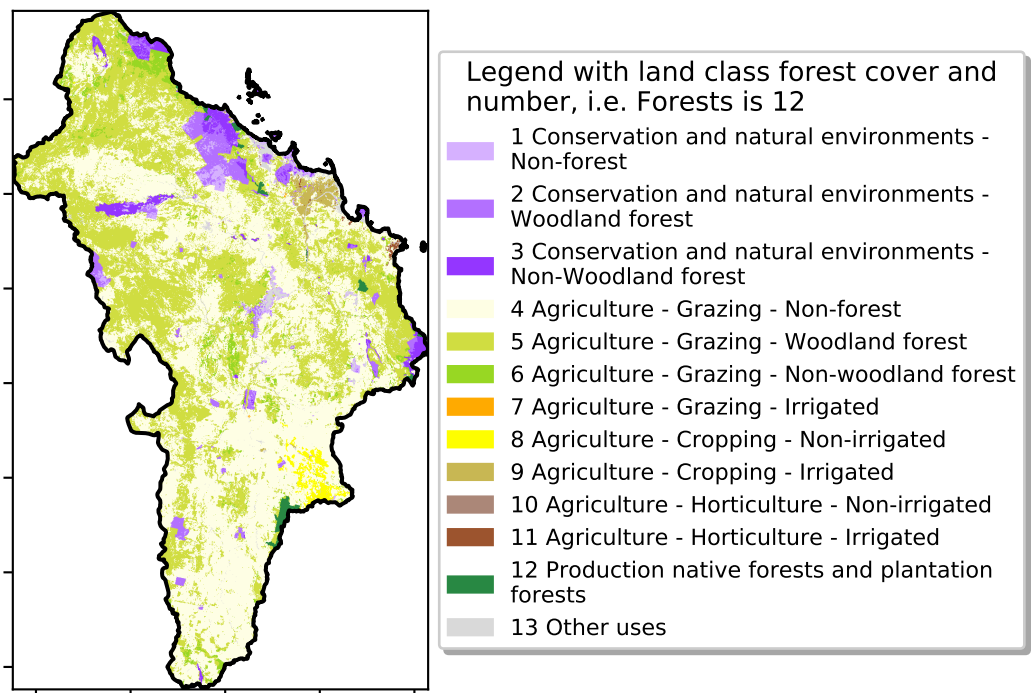 Legend with land class forest cover and
number, i.e. Forests is 12
1 Conservation and natural environments -
Non-forest
2 Conservation and natural environments -
Woodland forest
3 Conservation and natural environments -
Non-Woodland forest
4 Agriculture - Grazing - Non-forest
5 Agriculture - Grazing - Woodland forest
6 Agriculture - Grazing - Non-woodland forest
7 Agriculture - Grazing - Irrigated
8 Agriculture - Cropping - Non-irrigated
9 Agriculture - Cropping - Irrigated
10 Agriculture - Horticulture - Non-irrigated
11 Agriculture - Horticulture - Irrigated
12 Production native forests and plantation
forests
13 Other uses